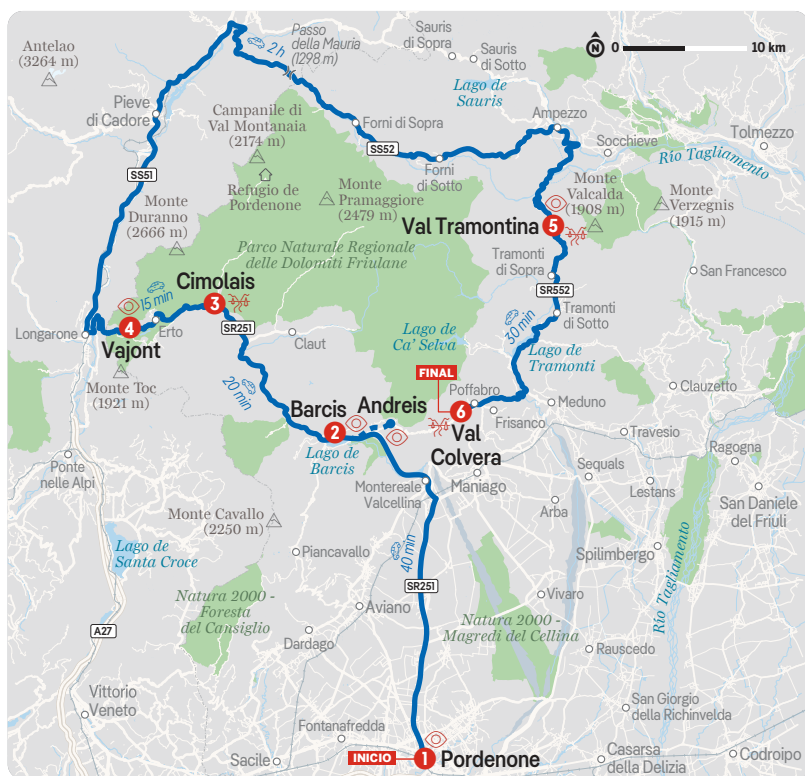 Antelao
(3264 m)
Passo
della Mauria
(1298 m)
2 h
Sauris
di Sopra
Sauris
di Sotto
N
0
10 km
Lago de
Sauris
Pieve
di Cadore
Campanile di
Val Montanaia
(2174 m)
Forni di Sopra
Ampezzo
Socchieve
Tolmezzo
Río Tagliamento
SS52
Forni
di Sotto
SS51
Refugio de
Pordenone
Monte
Pramaggiore
(2479 m)
Monte
Valcalda
(1908 m)
Monte
Verzegnis
(1915 m)
Monte
Duranno
(2666 m)
Val Tramontina
5
Parco Naturale Regionale
delle Dolomiti Friulane
Tramonti
di Sopra
San Francesco
Cimolais
3
15 min
SR552
Longarone
4
Erto
Vajont
SR251
Claut
Lago de
Ca' Selva
30 min
Tramonti
di Sotto
Lago de
Tramonti
Monte Toc
(1921 m)
20 min
FINAL
Poffabro
Clauzetto
Barcis
Andreis
6
Frisanco
Meduno
2
Val
Colvera
Travesio
Lago de
Barcis
Ragogna
Ponte
nelle Alpi
Montereale
Valcellina
Maniago
Sequals
Lestans
San Daniele
del Friuli
Monte Cavallo
(2250 m)
Arba
Lago de
Santa Croce
Piancavallo
40 min
Spilimbergo
Río Tagliamento
SR251
Natura 2000 -
Foresta
del Cansiglio
Aviano
Vivaro
Natura 2000 -
Magredi del Cellina
A27
Dardago
Rauscedo
Vittorio
Veneto
San Giorgio
della Richinvelda
Fontanafredda
Sacile
INICIO
1
Pordenone
Casarsa
della Delizia
Codroipo